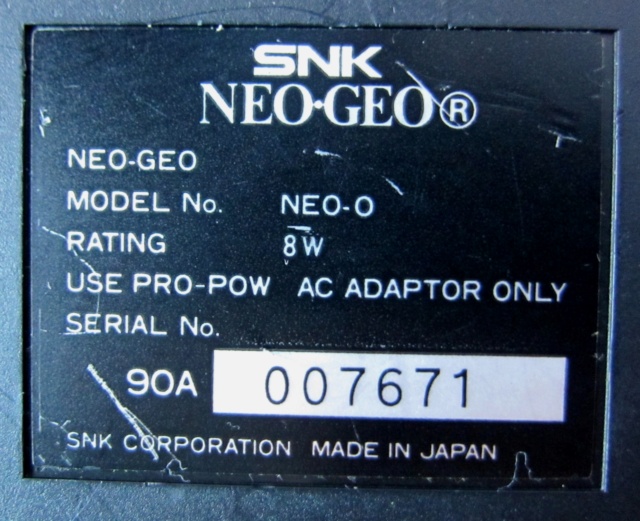 SNK
NEO·GEO®
NEO-GEO
MODEL No. NEO-O
RATING 8W
USE PRO-POW AC ADAPTOR ONLY
SERIAL No.
90A 007671
SNK CORPORATION MADE IN JAPAN